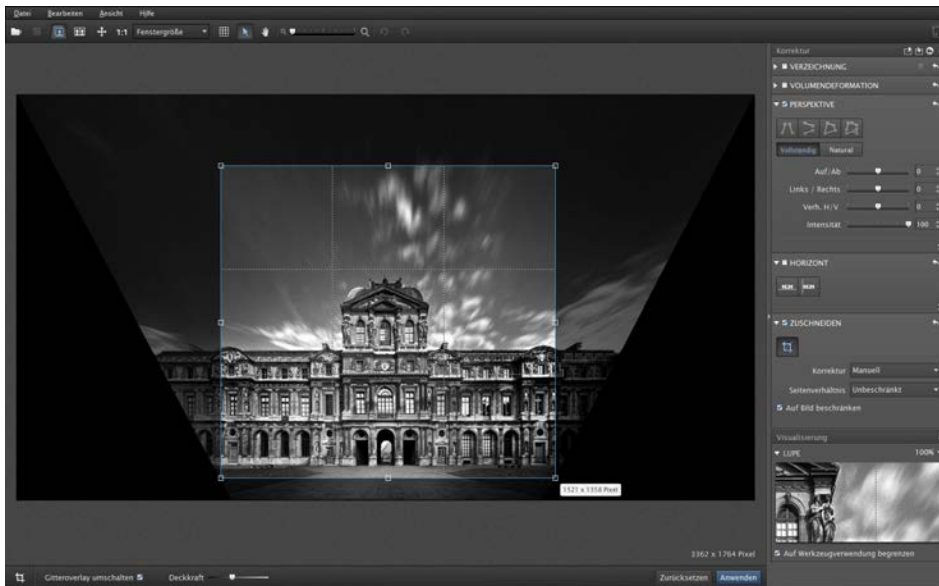 Datei Bearbeiten Ansicht Hilfe
1:1 Fenstergröße
Korrektur
VERZEICHNUNG
VOLUMENDEFORMATION
PERSPEKTIVE
Vollständig Natural
Auf/Ab 0
Links / Rechts 0
Verh. H/V 0
Intensität 100
HORIZONT
ZUSCHNEIDEN
Korrektur Manuell
Seitenverhältnis Unbeschränkt
Auf Bild beschränken
Visualisierung
LUPE 100%
1521 x 1358 Pixel
3362 x 1764 Pixel
Auf Werkzeugverwendung begrenzen
Gitteroverlay umschalten Deckkraft Zurücksetzen Anwenden